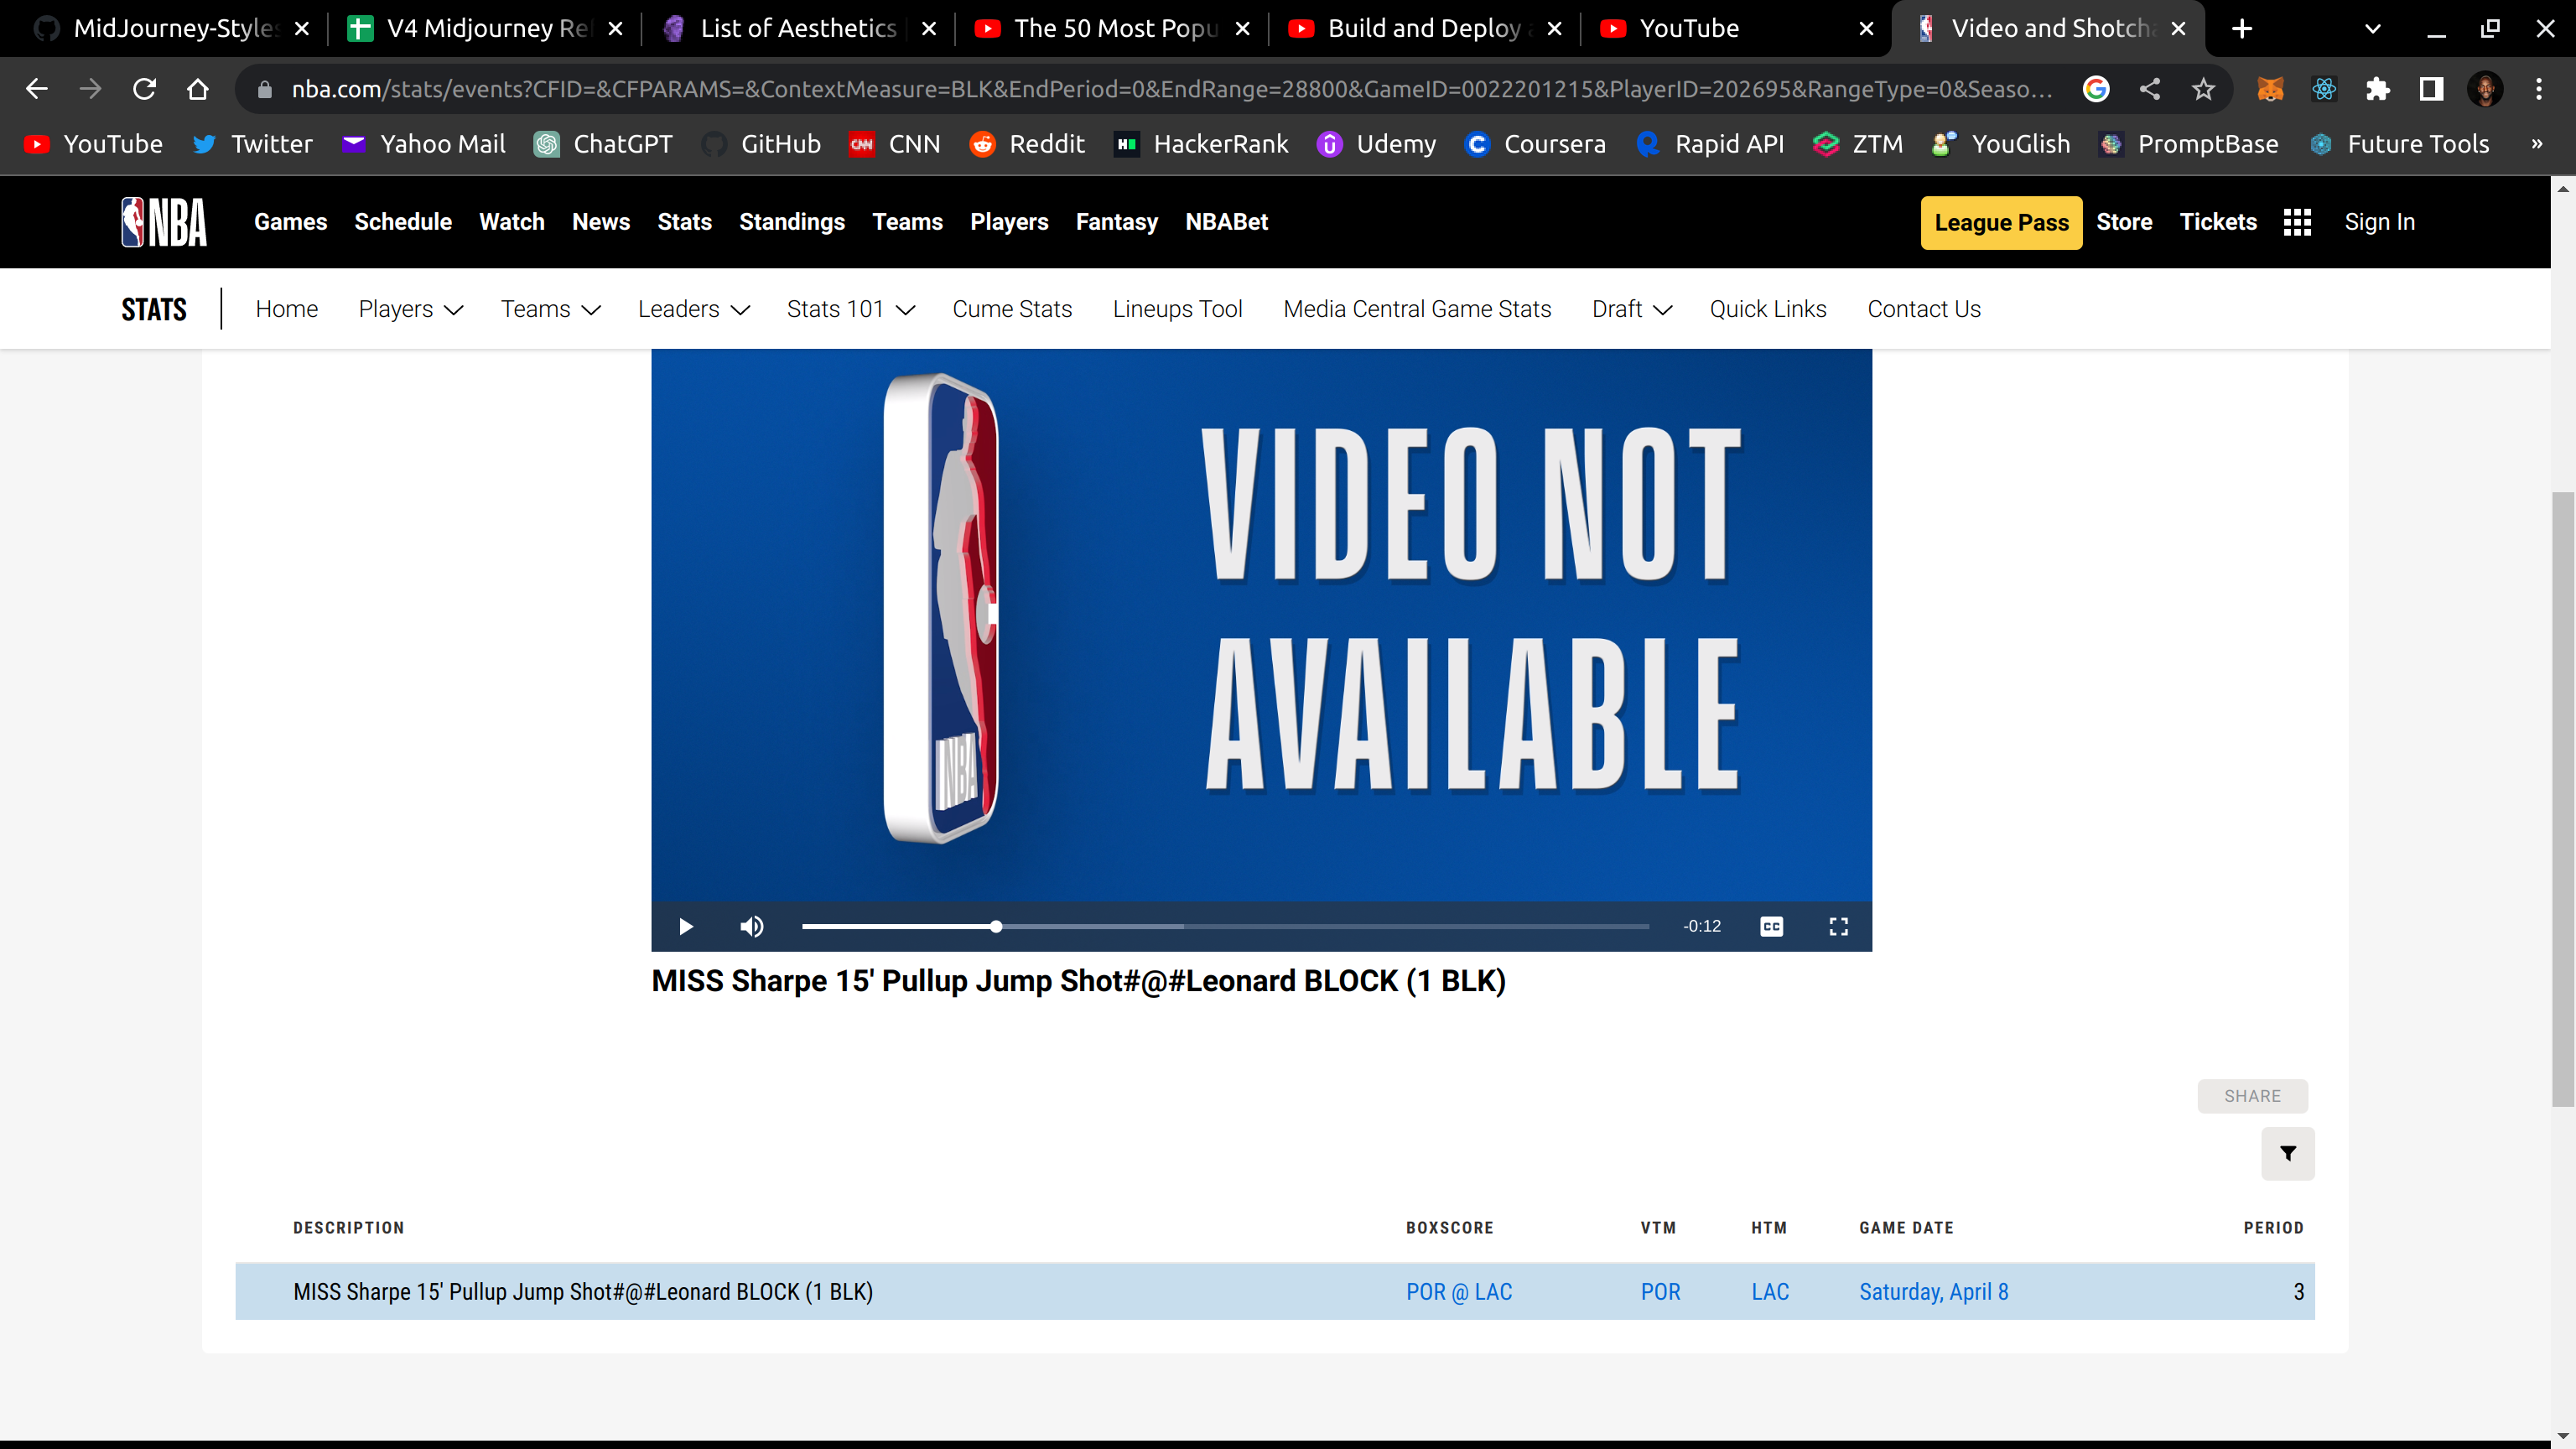 MidJourney-Styles
V4 Midjourney Re
List of Aesthetics
The 50 Most Popu
Build and Deploy a
YouTube
Video and Shotcha
nba.com/stats/events?CFID=&CFPARAMS=&ContextMeasure=BLK&EndPeriod=0&EndRange=28800&GameID=0022201215&PlayerID=202695&RangeType=0&Seaso...
YouTube Twitter Yahoo Mail ChatGPT GitHub CNN Reddit HackerRank Udemy Coursera Rapid API ZTM YouGlish PromptBase Future Tools »
NBA Games Schedule Watch News Stats Standings Teams Players Fantasy NBABet League Pass Store Tickets Sign In
STATS Home Players Teams Leaders Stats 101 Cume Stats Lineups Tool Media Central Game Stats Draft Quick Links Contact Us
VIDEO NOT
AVAILABLE
NBA
-0:12 CC
MISS Sharpe 15' Pullup Jump Shot#@#Leonard BLOCK (1 BLK)
SHARE
DESCRIPTION BOXSCORE VTM HTM GAME DATE PERIOD
MISS Sharpe 15' Pullup Jump Shot#@#Leonard BLOCK (1 BLK) POR @ LAC POR LAC Saturday, April 8 3